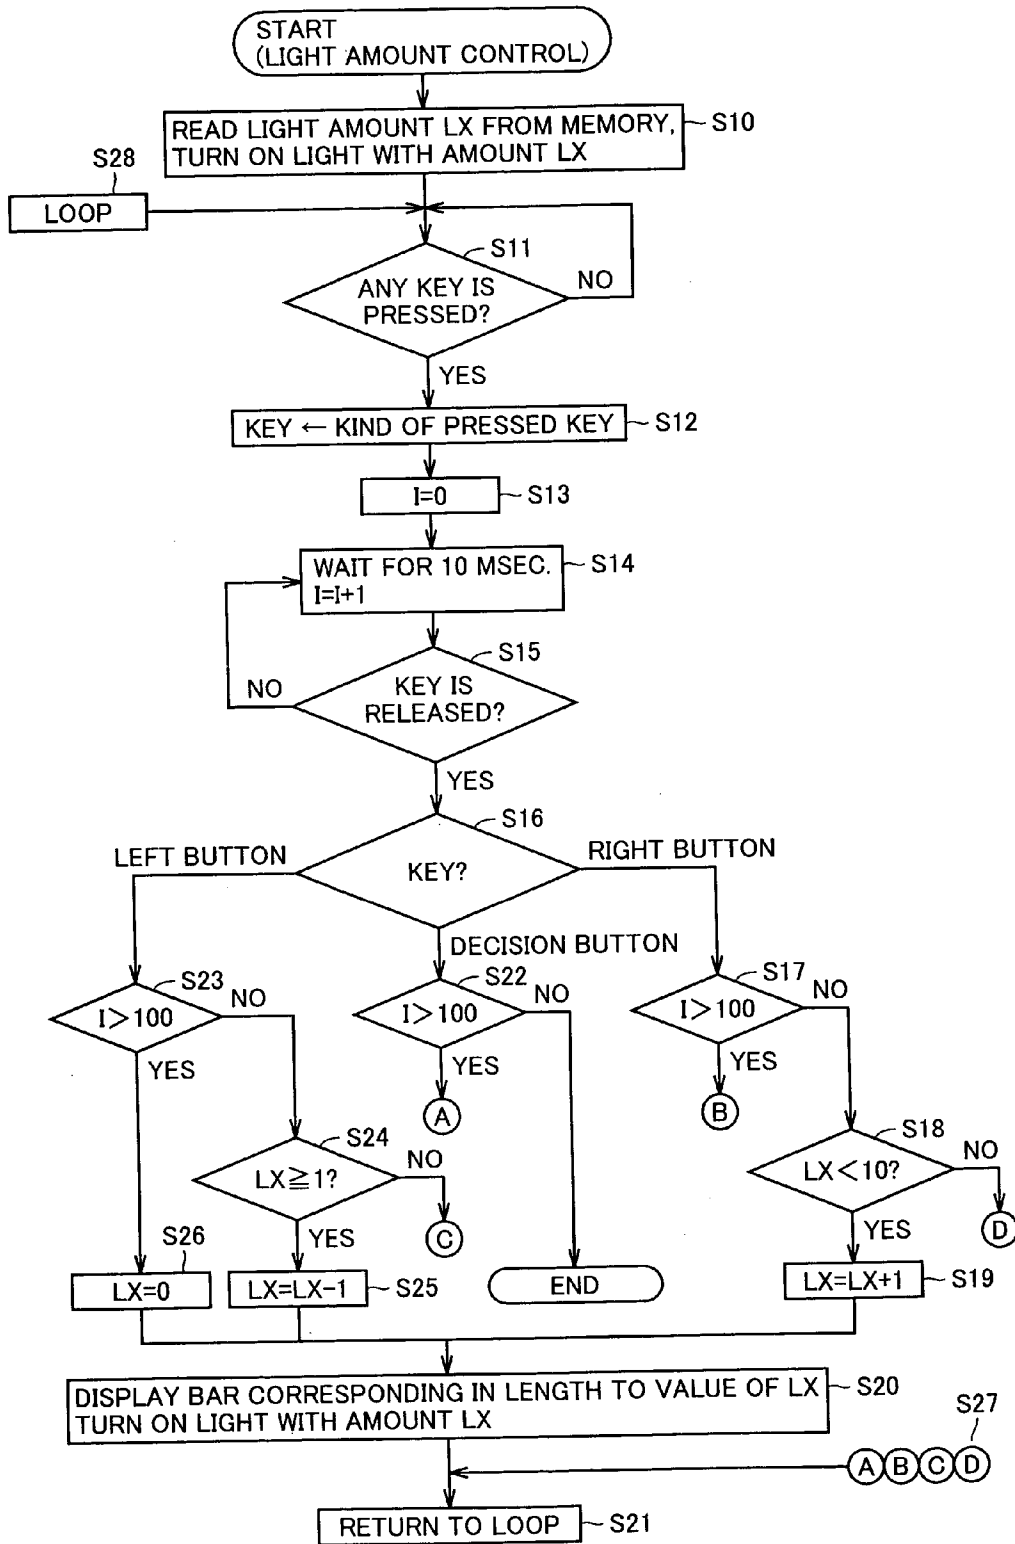 START
(LIGHT AMOUNT CONTROL)
READ LIGHT AMOUNT LX FROM MEMORY,
TURN ON LIGHT WITH AMOUNT LX
S10
S28
LOOP
S11
ANY KEY IS
PRESSED?
NO
YES
KEY ← KIND OF PRESSED KEY
S12
I=0
S13
WAIT FOR 10 MSEC.
I=I+1
S14
S15
KEY IS
RELEASED?
NO
YES
S16
KEY?
LEFT BUTTON
RIGHT BUTTON
DECISION BUTTON
S23
I>100
NO
YES
S22
I>100
NO
YES
A
S17
I>100
NO
YES
B
S24
LX≧1?
NO
YES
C
S18
LX<10?
NO
YES
D
S26
LX=0
LX=LX-1
S25
END
LX=LX+1
S19
DISPLAY BAR CORRESPONDING IN LENGTH TO VALUE OF LX
TURN ON LIGHT WITH AMOUNT LX
S20
S27
A B C D
RETURN TO LOOP
S21